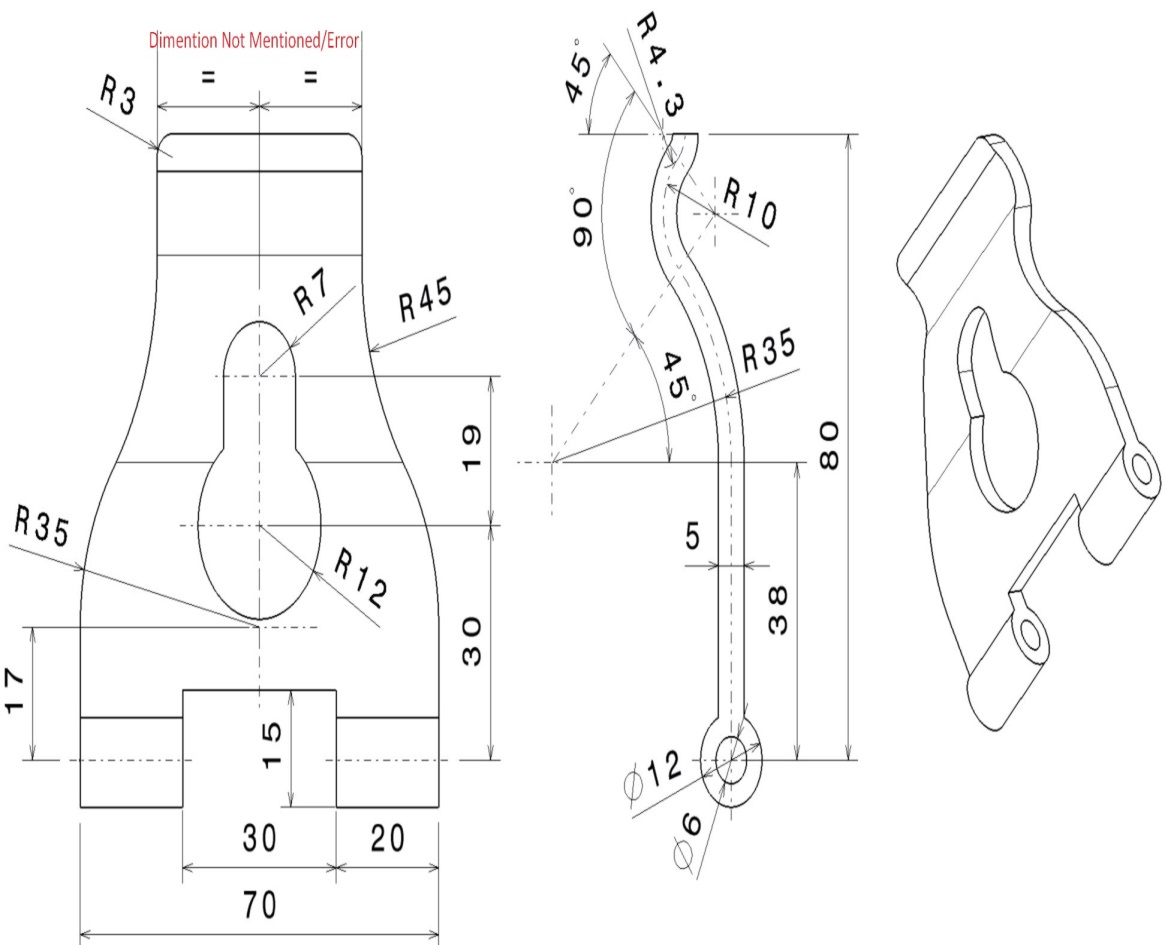 Dimention Not Mentioned/Error
= =
R3
R7
R45
19
R35
R12
30
17
15
30
20
70
45°
R4.3
90°
R10
45°
R35
80
5
38
Ø12
Ø6